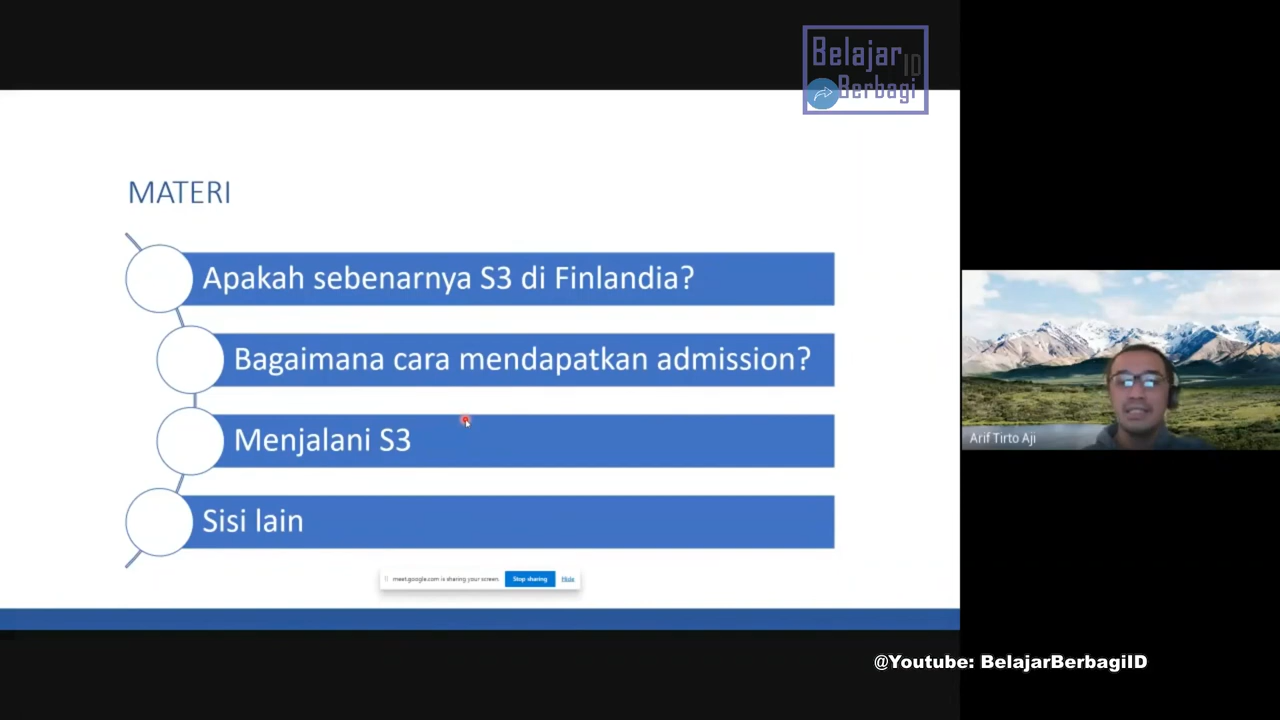 Belajar
ID
Berbagi
MATERI
Apakah sebenarnya S3 di Finlandia?
Bagaimana cara mendapatkan admission?
Menjalani S3
Sisi lain
meet.google.com is sharing your screen.
Stop sharing
Hide
Arif Tirto Aji
@Youtube: BelajarBerbagiID